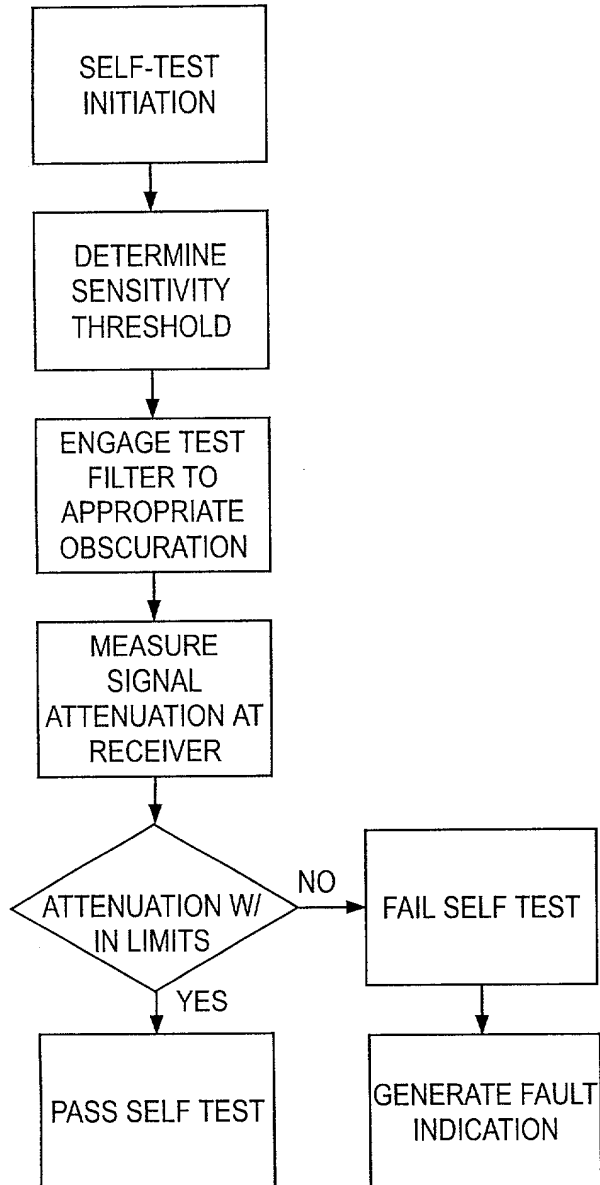 SELF-TEST
INITIATION
DETERMINE
SENSITIVITY
THRESHOLD
ENGAGE TEST
FILTER TO
APPROPRIATE
OBSCURATION
MEASURE
SIGNAL
ATTENUATION AT
RECEIVER
ATTENUATION W/
IN LIMITS
NO
FAIL SELF TEST
YES
PASS SELF TEST
GENERATE FAULT
INDICATION